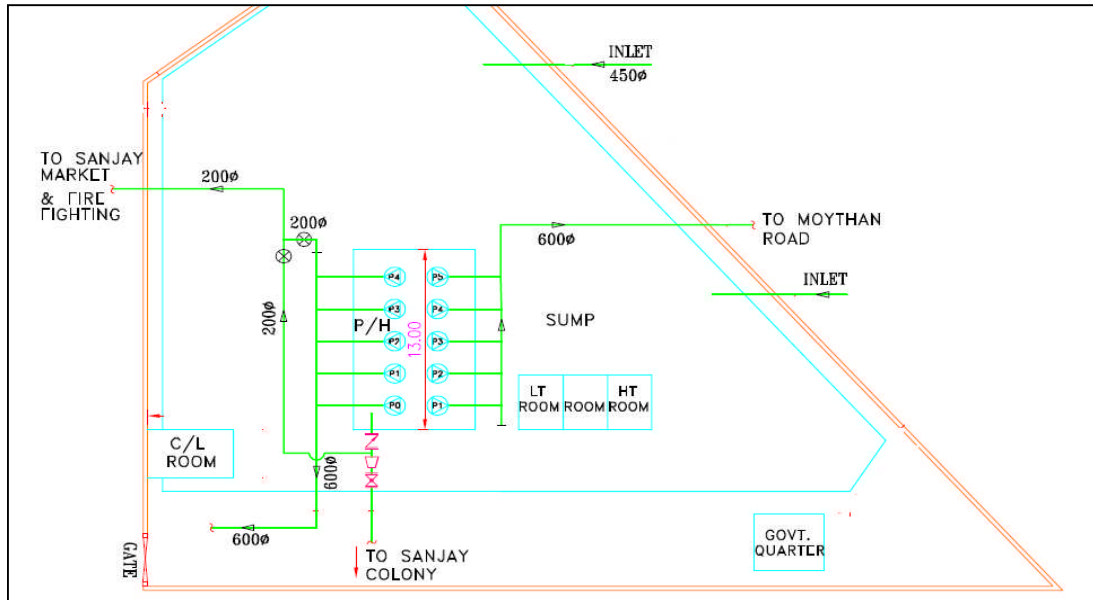 INLET
450ø
TO SANJAY
MARKET
& FIRE
FIGHTING
200ø
200ø
600ø
TO MOYTHAN
ROAD
INLET
200ø
P/H
13.00
SUMP
P4
P5
P3
P4
P2
P3
P1
P2
P0
P1
LT
ROOM
ROOM
HT
ROOM
C/L
ROOM
600ø
600ø
GATE
TO SANJAY
COLONY
GOVT.
QUARTER